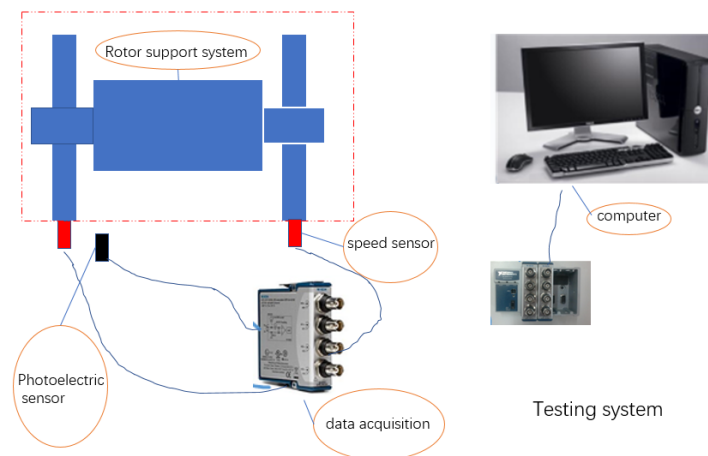 Rotor support system
computer
speed sensor
Photoelectric
sensor
data acquisition
Testing system